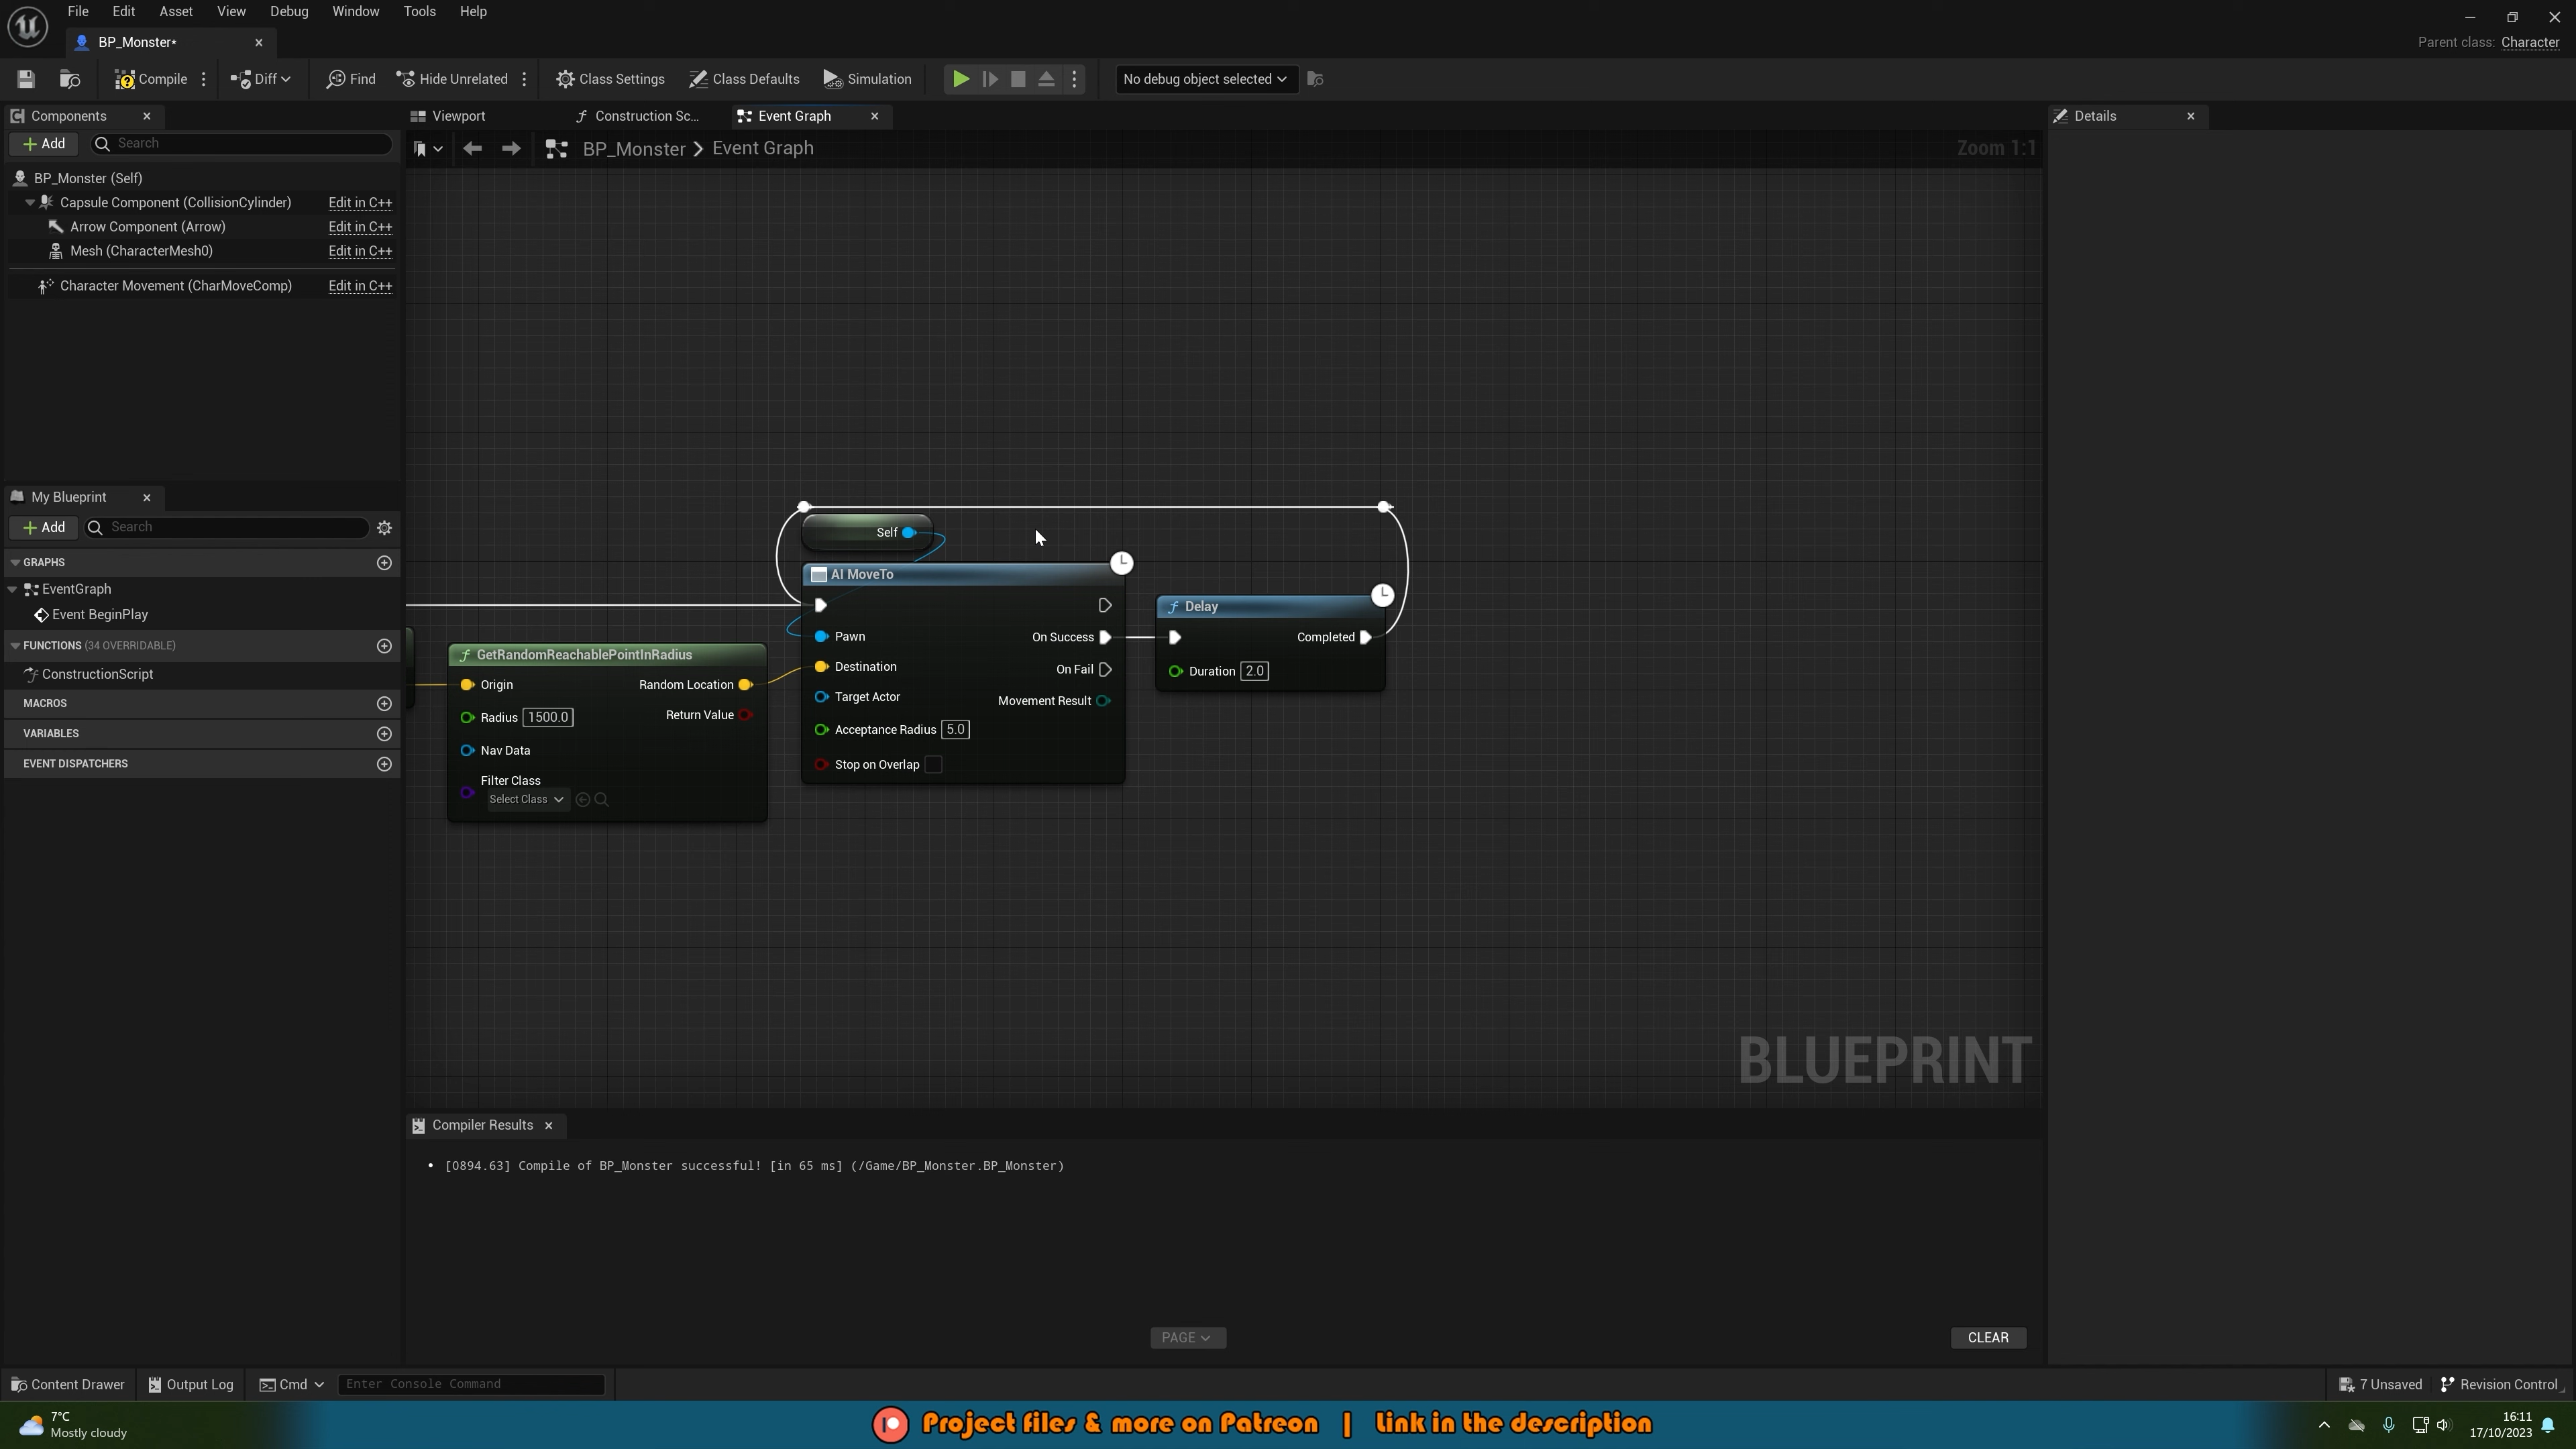 File Edit Asset View Debug Window Tools Help
BP_Monster*
Parent class: Character
Compile Diff Find Hide Unrelated Class Settings Class Defaults Simulation No debug object selected
Components
Viewport Construction Sc... Event Graph
Details
Add Search
BP_Monster > Event Graph
Zoom 1:1
BP_Monster (Self)
Capsule Component (CollisionCylinder) Edit in C++
Arrow Component (Arrow) Edit in C++
Mesh (CharacterMesh0) Edit in C++
Character Movement (CharMoveComp) Edit in C++
My Blueprint
Add Search
GRAPHS
EventGraph
Event BeginPlay
FUNCTIONS (34 OVERRIDABLE)
ConstructionScript
MACROS
VARIABLES
EVENT DISPATCHERS
Self
AI MoveTo
Pawn On Success
Destination On Fail
Target Actor Movement Result
Acceptance Radius 5.0
Stop on Overlap
Delay
Completed
Duration 2.0
GetRandomReachablePointInRadius
Origin Random Location
Radius 1500.0 Return Value
Nav Data
Filter Class
Select Class
BLUEPRINT
Compiler Results
• [0894.63] Compile of BP_Monster successful! [in 65 ms] (/Game/BP_Monster.BP_Monster)
PAGE
CLEAR
Content Drawer Output Log Cmd Enter Console Command
7 Unsaved Revision Control
7°C
Mostly cloudy
Project files & more on Patreon | Link in the description
16:11
17/10/2023